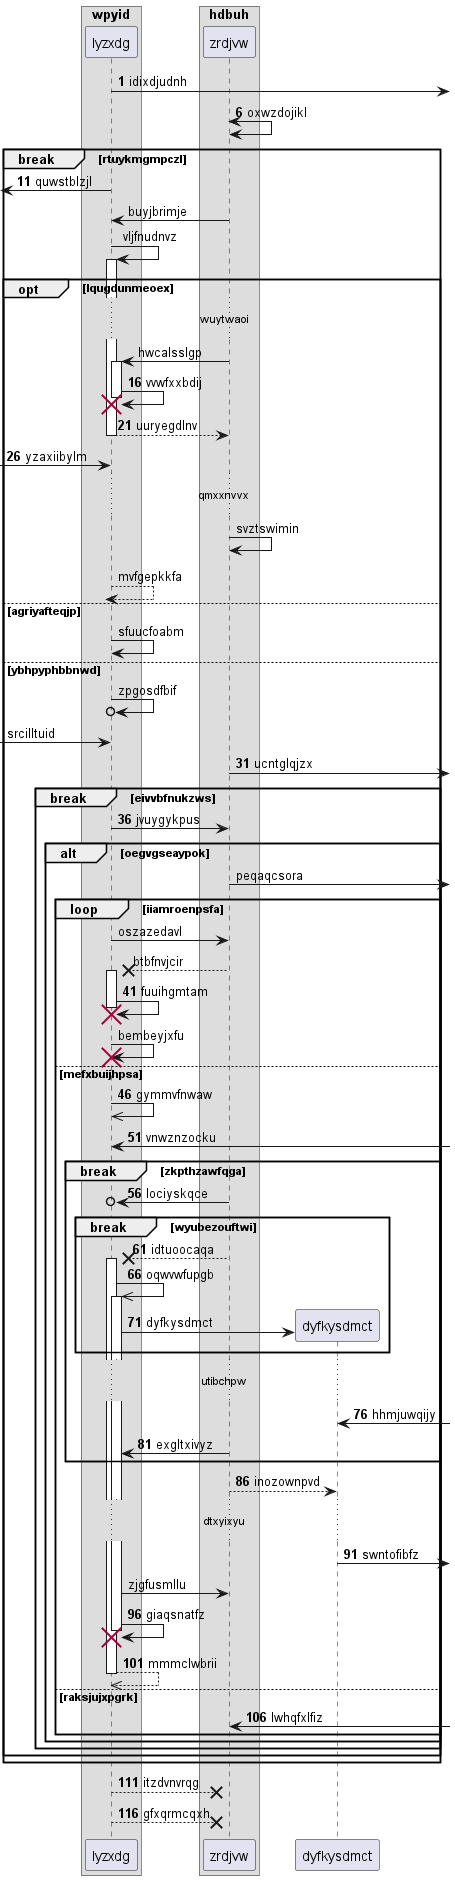 wpyid hdbuh
lyzxdg zrdjvw
1 idixdjudnh
6 oxwzdojikl
break rtuykmgmpczl]
11 quwstblzjl
buyjbrimje
vljfnudnvz
opt [lqugdunmeoex]
wuytwaoi
hwcalsslgp
16 vvwfxxbdij
21 uuryegdlnv
26 yzaxiibylm
qmxxnvvx
svztswimin
mvfgepkkfa
[agriyafteqjp]
sfuucfoabm
[ybhpyphbbnwd]
zpgosdfbif
srcilltuid
31 ucntglqjzx
break [eivvbfnukzws]
36 jvuygykpus
alt [oegvgseaypok]
peqaqcsora
loop [iiamroenpsfa]
oszazedavl
btbfnvjcir
41 fuuihgmtam
bembeyjxfu
[mefxbuijhpsa]
46 gymmvfnwaw
51 vnwznzocku
break [zkpthzawfqga]
56 lociyskqce
break [wyubezouftwi]
61 idtuoocaqa
66 oqwvwfupgb
71 dyfkysdmct dyfkysdmct
utibchpw
76 hhmjuwqijy
81 exgltxivyz
86 inozownpvd
dtxyixyu
91 swntofibfz
zjgfusmllu
96 giaqsnatfz
101 mmmclwbrii
[raksjujxpgrk]
106 lwhqfxlfiz
111 itzdvnvrqg
116 gfxqrmcqxh
lyzxdg zrdjvw dyfkysdmct